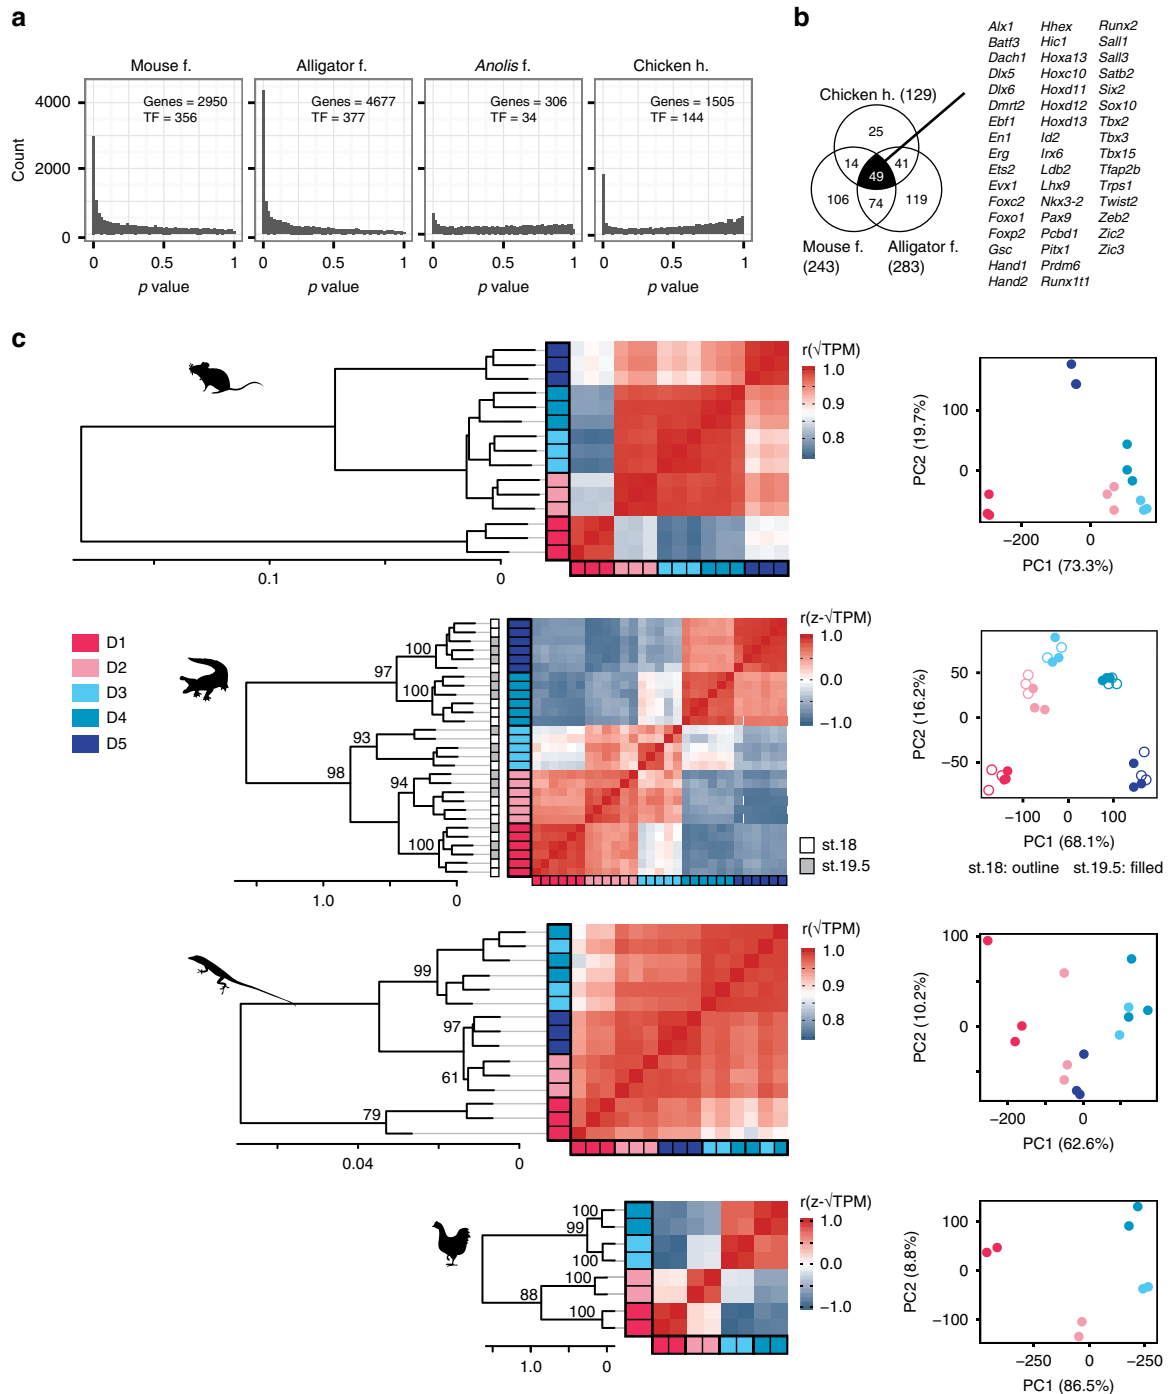 a
Mouse f.
Alligator f.
Anolis f.
Chicken h.
Genes = 2950
TF = 356
Genes = 4677
TF = 377
Genes = 306
TF = 34
Genes = 1505
TF = 144
Count
4000
2000
0
0 1
0 1
0 1
0 1
p value
p value
p value
p value
b
Chicken h. (129)
25
14
41
49
106
74
119
Mouse f.
(243)
Alligator f.
(283)
Alx1 Hhex Runx2
Batf3 Hic1 Sall1
Dach1 Hoxa13 Sall3
Dlx5 Hoxc10 Satb2
Dlx6 Hoxd11 Six2
Dmrt2 Hoxd12 Sox10
Ebf1 Hoxd13 Tbx2
En1 Id2 Tbx3
Erg Irx6 Tbx15
Ets2 Ldb2 Tfap2b
Evx1 Lhx9 Trps1
Foxc2 Nkx3-2 Twist2
Foxo1 Pax9 Zeb2
Foxp2 Pcbd1 Zic2
Gsc Pitx1 Zic3
Hand1 Prdm6
Hand2 Runx1t1
c
0.1 0
r(√TPM)
1.0
0.9
0.8
PC2 (19.7%)
100
0
−200 0
PC1 (73.3%)
D1
D2
D3
D4
D5
100
97
100
93
98
94
100
1.0 0
r(z-√TPM)
1.0
0.0
−1.0
st.18
st.19.5
PC2 (16.2%)
50
0
−50
−100 0 100
PC1 (68.1%)
st.18: outline st.19.5: filled
99
97
61
79
0.04 0
r(√TPM)
1.0
0.9
0.8
PC2 (10.2%)
100
0
−200 0
PC1 (62.6%)
100
99
100
100
88
100
1.0 0
r(z-√TPM)
1.0
0.0
−1.0
PC2 (8.8%)
100
0
−100
−250 0 −250
PC1 (86.5%)